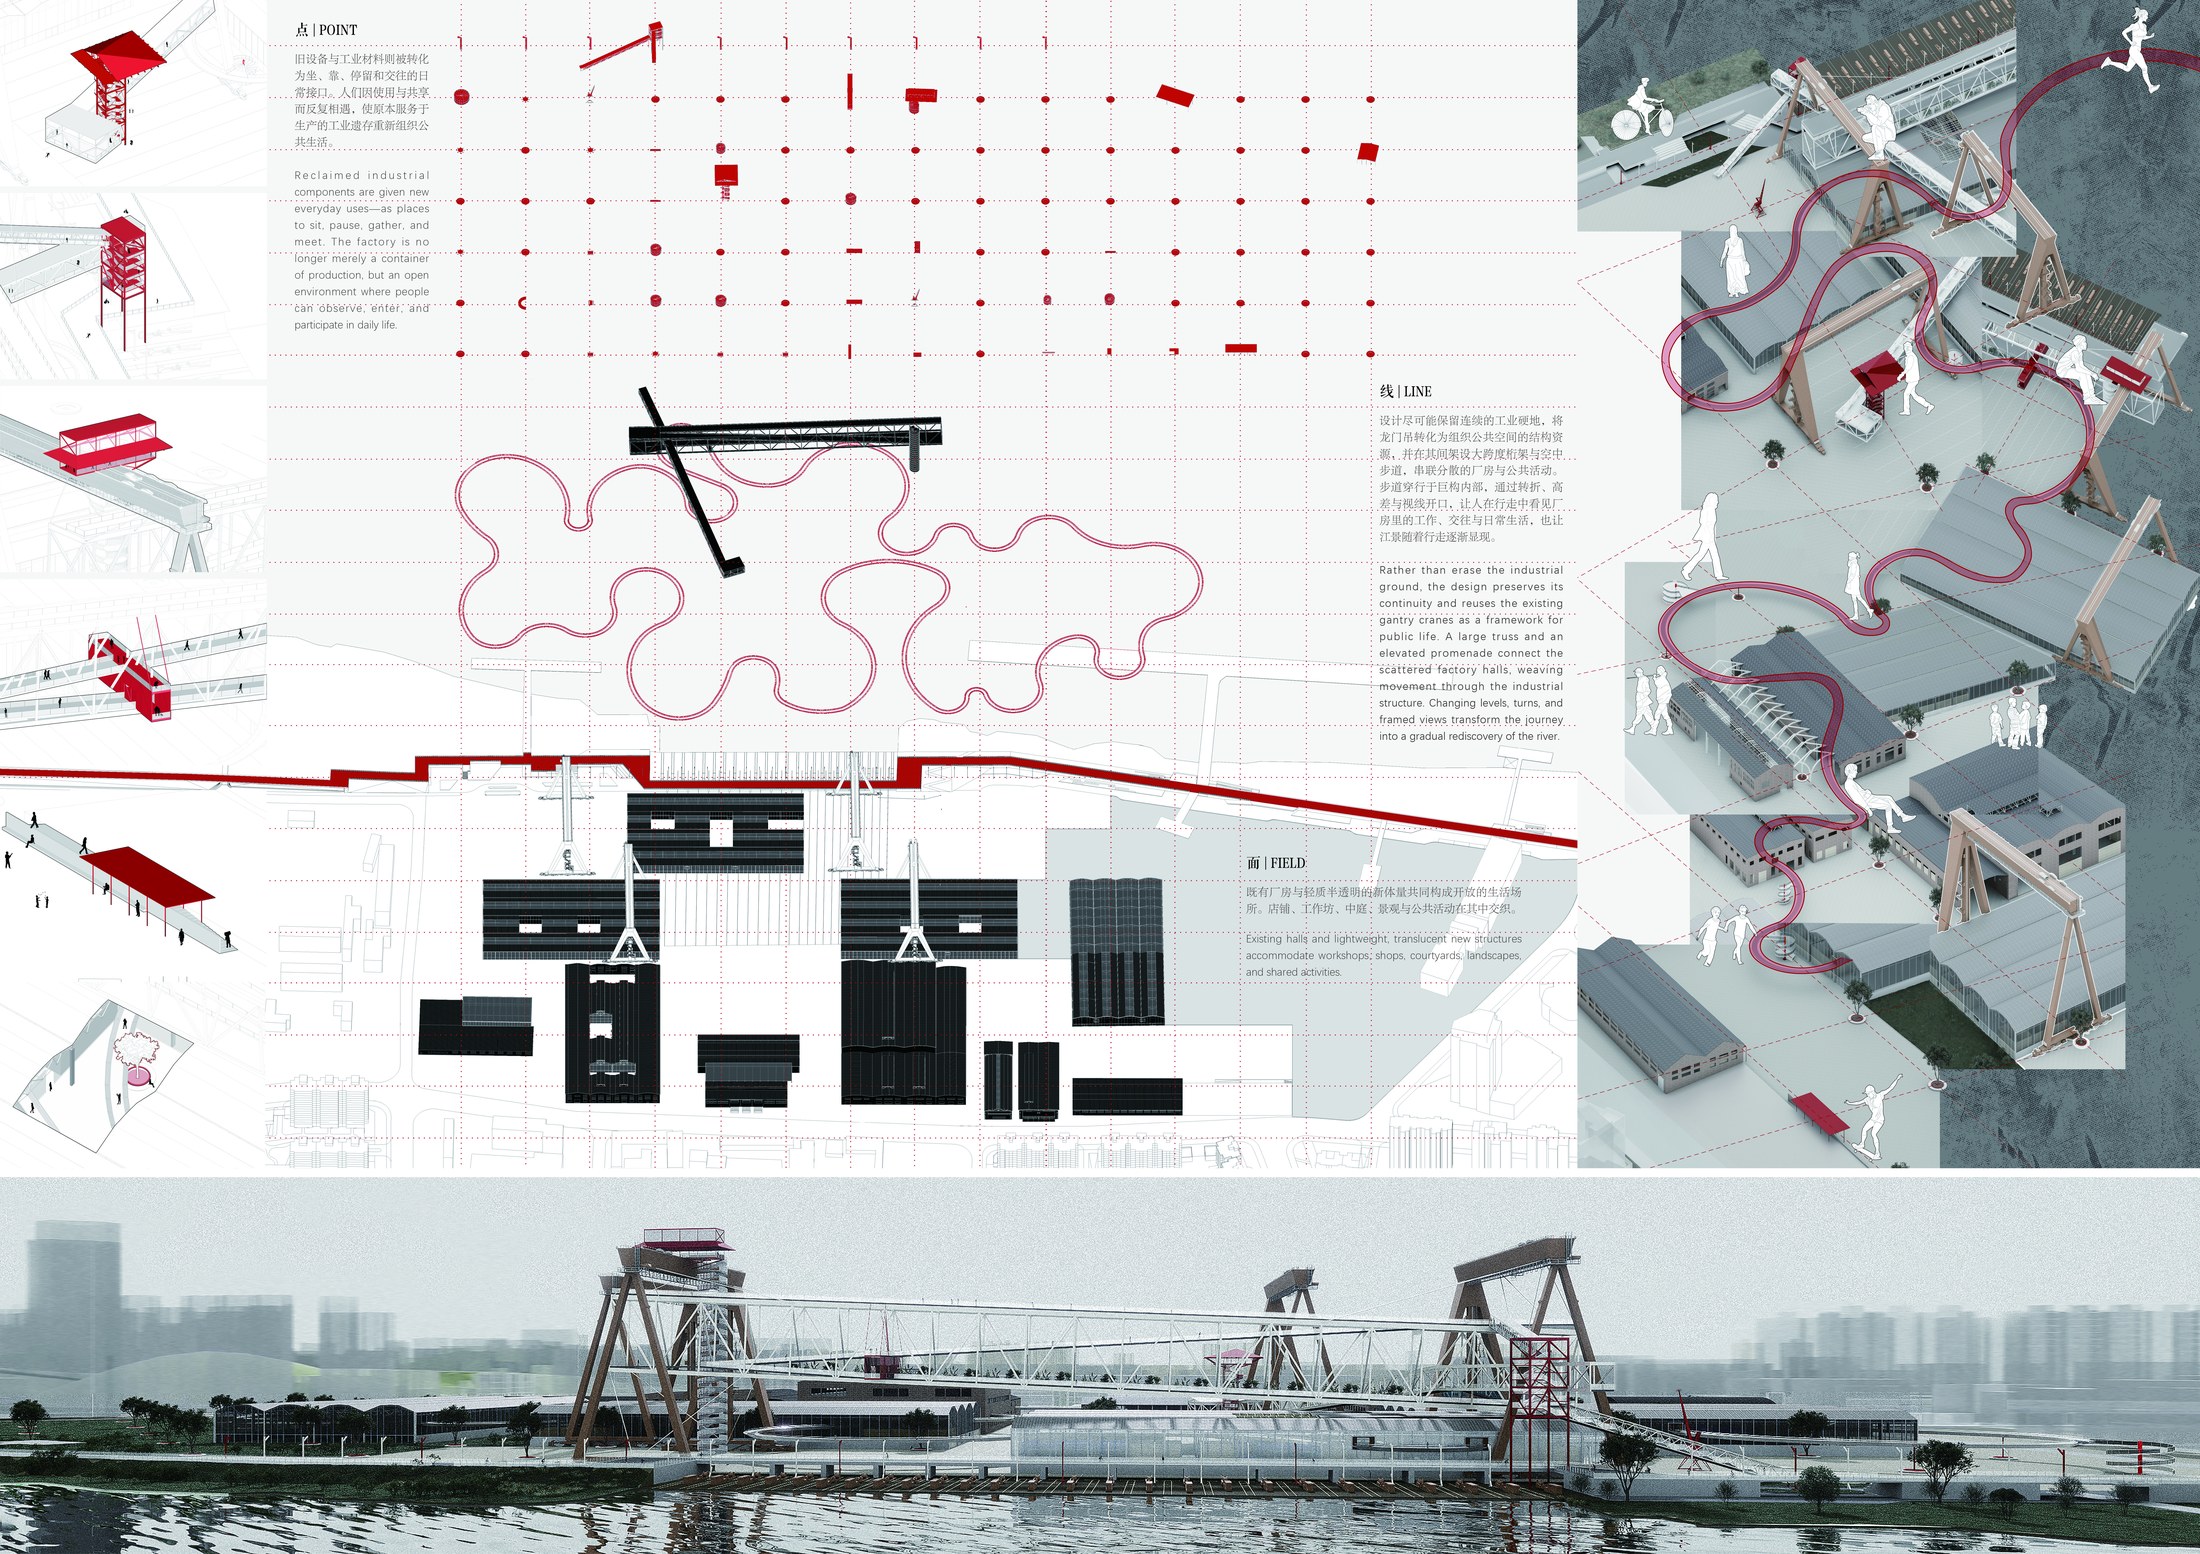 点 | POINT
旧设备与工业材料则被转化
为坐、靠、停留和交往的日
常接口。人们因使用与共享
而反复相遇，使原本服务于
生产的工业遗存重新组织公
共生活。
Reclaimed industrial
components are given new
everyday uses—as places
to sit, pause, gather, and
meet. The factory is no
longer merely a container
of production, but an open
environment where people
can observe, enter, and
participate in daily life.
线 | LINE
设计尽可能保留连续的工业硬地，将
龙门吊转化为组织公共空间的结构资
源，并在其间架设大跨度桁架与空中
步道，串联分散的厂房与公共活动。
步道穿行于巨构内部，通过转折、高
差与视线开口，让人在行走中看见厂
房里的工作、交往与日常生活，也让
江景随着行走逐渐显现。
Rather than erase the industrial
ground, the design preserves its
continuity and reuses the existing
gantry cranes as a framework for
public life. A large truss and an
elevated promenade connect the
scattered factory halls, weaving
movement through the industrial
structure. Changing levels, turns, and
framed views transform the journey
into a gradual rediscovery of the river.
面 | FIELD
既有厂房与轻质半透明的新体量共同构成开放的生活场
所。店铺、工作坊、中庭、景观与公共活动在其中交织。
Existing halls and lightweight, translucent new structures
accommodate workshops, shops, courtyards, landscapes,
and shared activities.